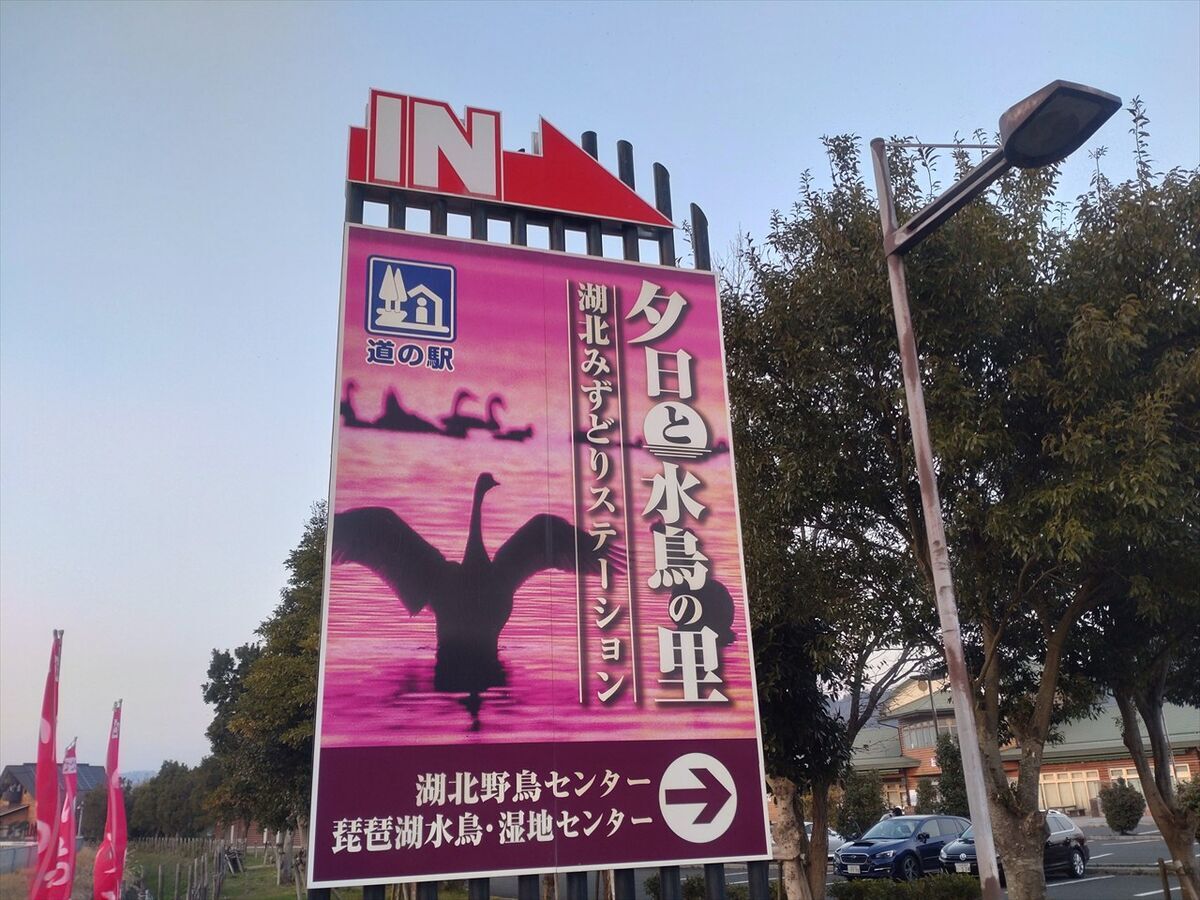 IN
道の駅
夕日と水鳥の里
湖北みずどりステーション
湖北野鳥センター
琵琶湖水鳥・湿地センター